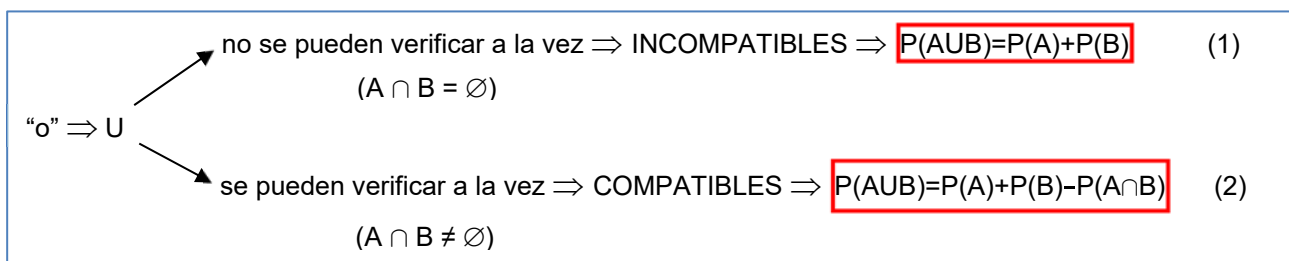 no se pueden verificar a la vez ⇒ INCOMPATIBLES ⇒ P(AUB)=P(A)+P(B) (1)
(A ∩ B = ∅)
“o” ⇒ U
se pueden verificar a la vez ⇒ COMPATIBLES ⇒ P(AUB)=P(A)+P(B)-P(A∩B) (2)
(A ∩ B ≠ ∅)